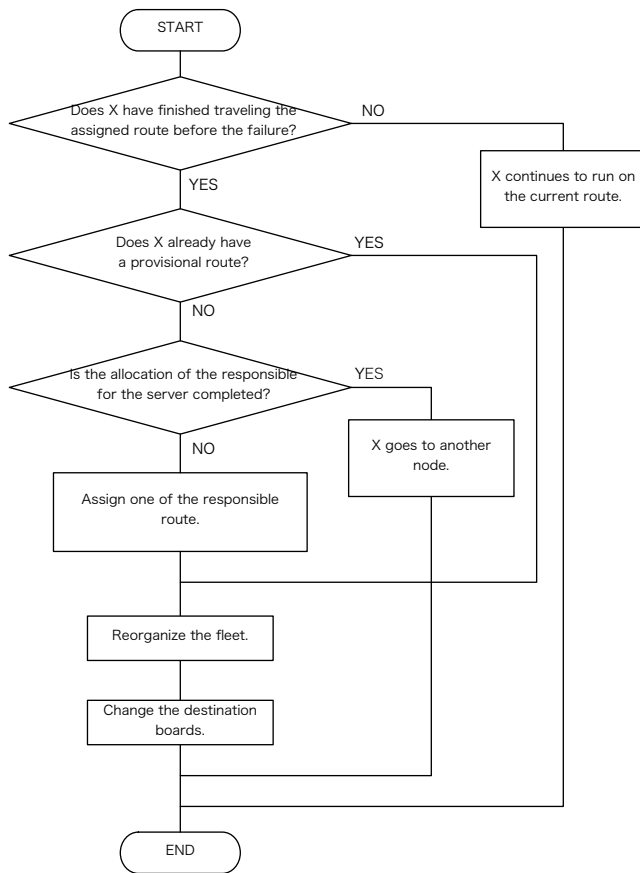 START
Does X have finished traveling the
assigned route before the failure?
NO
X continues to run on
the current route.
YES
Does X already have
a provisional route?
YES
NO
Is the allocation of the responsible
for the server completed?
YES
X goes to another
node.
NO
Assign one of the responsible
route.
Reorganize the fleet.
Change the destination
boards.
END